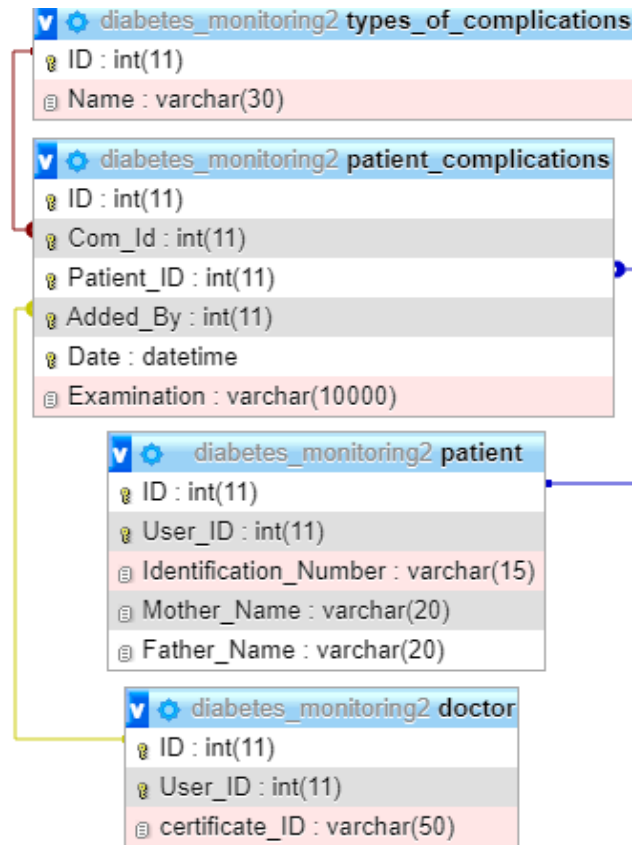 diabetes_monitoring2 types_of_complications
ID : int(11)
Name : varchar(30)
diabetes_monitoring2 patient_complications
ID : int(11)
Com_Id : int(11)
Patient_ID : int(11)
Added_By : int(11)
Date : datetime
Examination : varchar(10000)
diabetes_monitoring2 patient
ID : int(11)
User_ID : int(11)
Identification_Number : varchar(15)
Mother_Name : varchar(20)
Father_Name : varchar(20)
diabetes_monitoring2 doctor
ID : int(11)
User_ID : int(11)
certificate_ID : varchar(50)